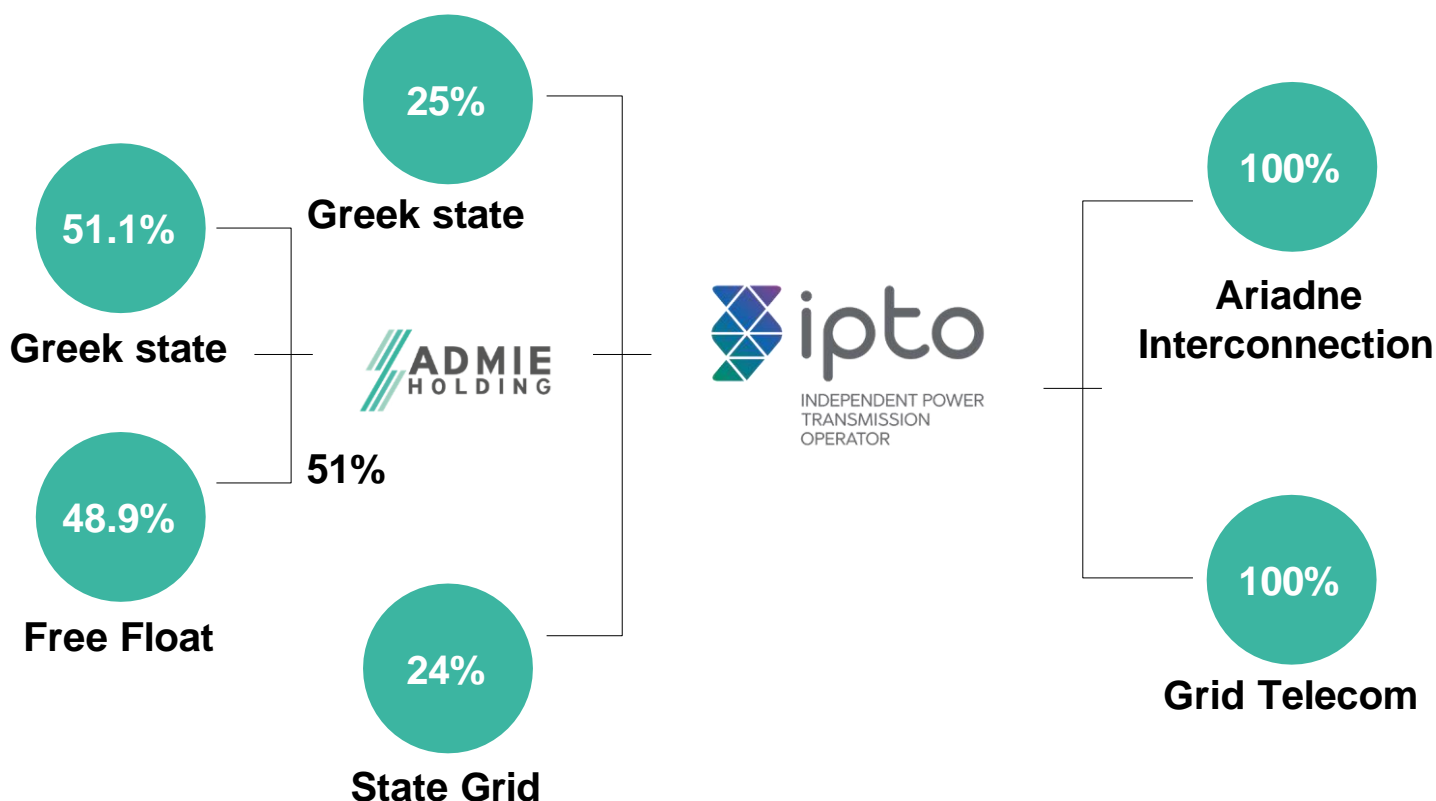 25%
Greek state
51.1%
Greek state
48.9%
Free Float
ADMIE
HOLDING
51%
24%
State Grid
ipto
INDEPENDENT POWER
TRANSMISSION
OPERATOR
100%
Ariadne
Interconnection
100%
Grid Telecom